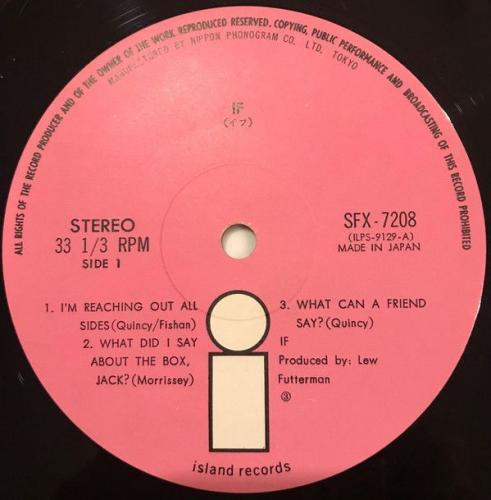 ALL RIGHTS OF THE RECORD PRODUCER AND OF THE OWNER OF THE WORK REPRODUCED RESERVED. COPYING, PUBLIC PERFORMANCE AND BROADCASTING OF THIS RECORD PROHIBITED
MANUFACTURED BY NIPPON PHONOGRAM CO. LTD. TOKYO
IF
(イフ)
STEREO
33 1/3 RPM
SIDE 1
SFX-7208
(ILPS-9129-A)
MADE IN JAPAN
1. I'M REACHING OUT ALL
SIDES (Quincy/Fishan)
2. WHAT DID I SAY
ABOUT THE BOX,
JACK? (Morrissey)
3. WHAT CAN A FRIEND
SAY? (Quincy)
IF
Produced by: Lew
Futterman
③
island records